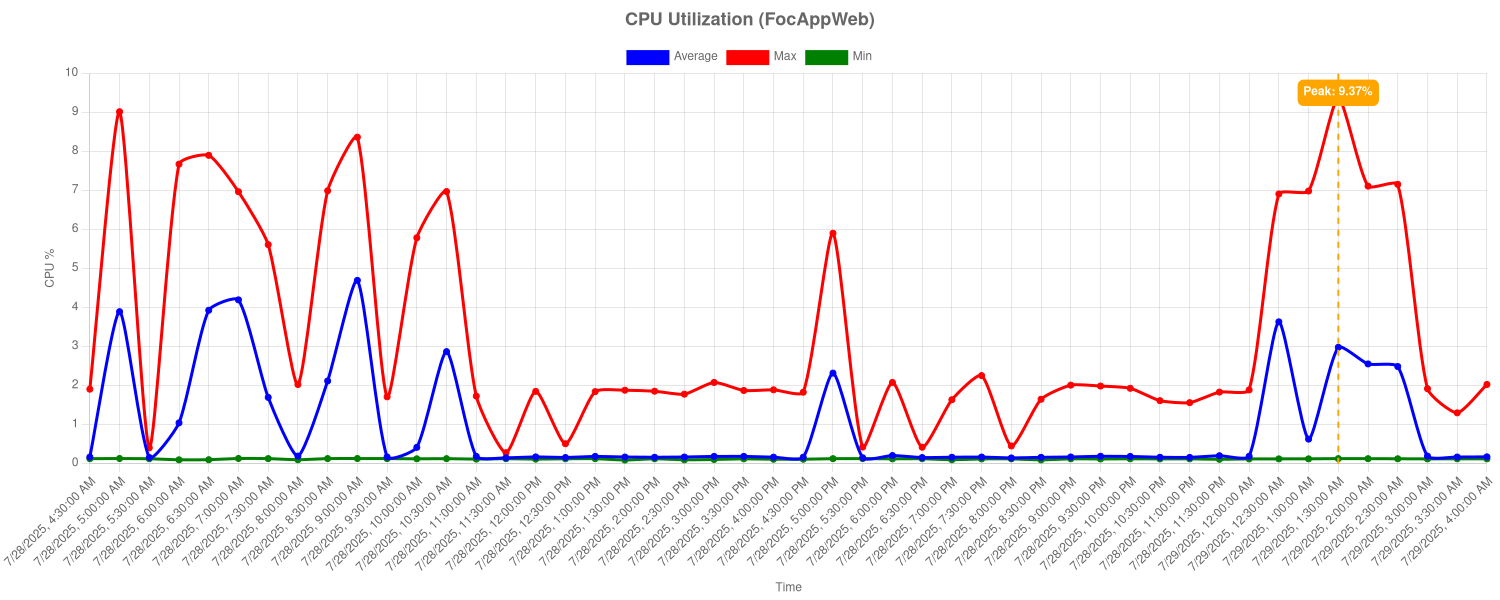 CPU Utilization (FocAppWeb)
Average Max Min
Peak: 9.37%
CPU %
10
9
8
7
6
5
4
3
2
1
0
7/28/2025, 4:30:00 AM
7/28/2025, 5:00:00 AM
7/28/2025, 5:30:00 AM
7/28/2025, 6:00:00 AM
7/28/2025, 6:30:00 AM
7/28/2025, 7:00:00 AM
7/28/2025, 7:30:00 AM
7/28/2025, 8:00:00 AM
7/28/2025, 8:30:00 AM
7/28/2025, 9:00:00 AM
7/28/2025, 9:30:00 AM
7/28/2025, 10:00:00 AM
7/28/2025, 10:30:00 AM
7/28/2025, 11:00:00 AM
7/28/2025, 11:30:00 AM
7/28/2025, 12:00:00 PM
7/28/2025, 12:30:00 PM
7/28/2025, 1:00:00 PM
7/28/2025, 1:30:00 PM
7/28/2025, 2:00:00 PM
7/28/2025, 2:30:00 PM
7/28/2025, 3:00:00 PM
7/28/2025, 3:30:00 PM
7/28/2025, 4:00:00 PM
7/28/2025, 4:30:00 PM
7/28/2025, 5:00:00 PM
7/28/2025, 5:30:00 PM
7/28/2025, 6:00:00 PM
7/28/2025, 6:30:00 PM
7/28/2025, 7:00:00 PM
7/28/2025, 7:30:00 PM
7/28/2025, 8:00:00 PM
7/28/2025, 8:30:00 PM
7/28/2025, 9:00:00 PM
7/28/2025, 9:30:00 PM
7/28/2025, 10:00:00 PM
7/28/2025, 10:30:00 PM
7/28/2025, 11:00:00 PM
7/28/2025, 11:30:00 PM
7/29/2025, 12:00:00 AM
7/29/2025, 12:30:00 AM
7/29/2025, 1:00:00 AM
7/29/2025, 1:30:00 AM
7/29/2025, 2:00:00 AM
7/29/2025, 2:30:00 AM
7/29/2025, 3:00:00 AM
7/29/2025, 3:30:00 AM
7/29/2025, 4:00:00 AM
Time